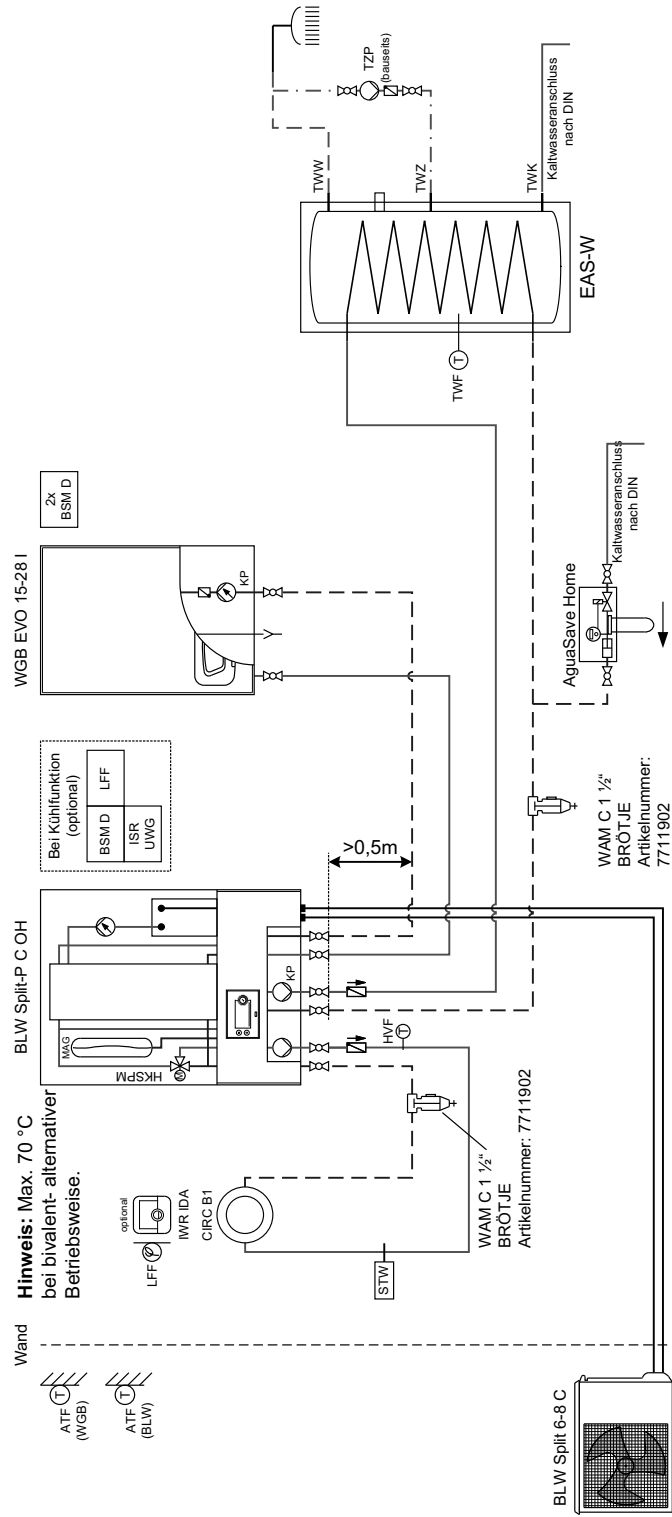 Wand
ATF
(WGB)
T
ATF
(BLW)
T
BLW Split 6-8 C
Hinweis: Max. 70 °C
bei bivalent- alternativer
Betriebsweise.
optional
LFF
IWR IDA
CIRC B1
STW
WAM C 1 ½“
BRÖTJE
Artikelnummer: 7711902
BLW Split-P C OH
MAG
HKSPM
M
KP
HVF
T
>0,5m
Bei Kühlfunktion
(optional)
BSM D
LFF
ISR
UWG
WGB EVO 15-28 I
KP
2x
BSM D
WAM C 1 ½“
BRÖTJE
Artikelnummer:
7711902
AguaSave Home
Kaltwasseranschluss
nach DIN
TWF
T
EAS-W
TWW
TWZ
TWK
TZP
(bauseits)
Kaltwasseranschluss
nach DIN